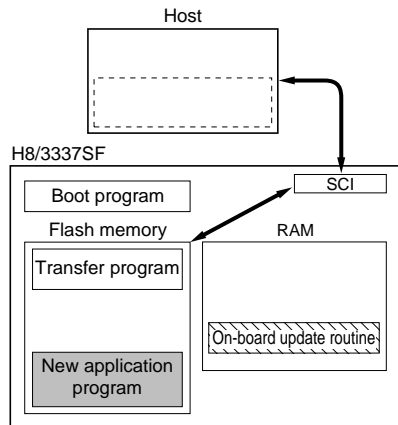 Host
H8/3337SF
SCI
Boot program
Flash memory
RAM
Transfer program
On-board update routine
New application
program